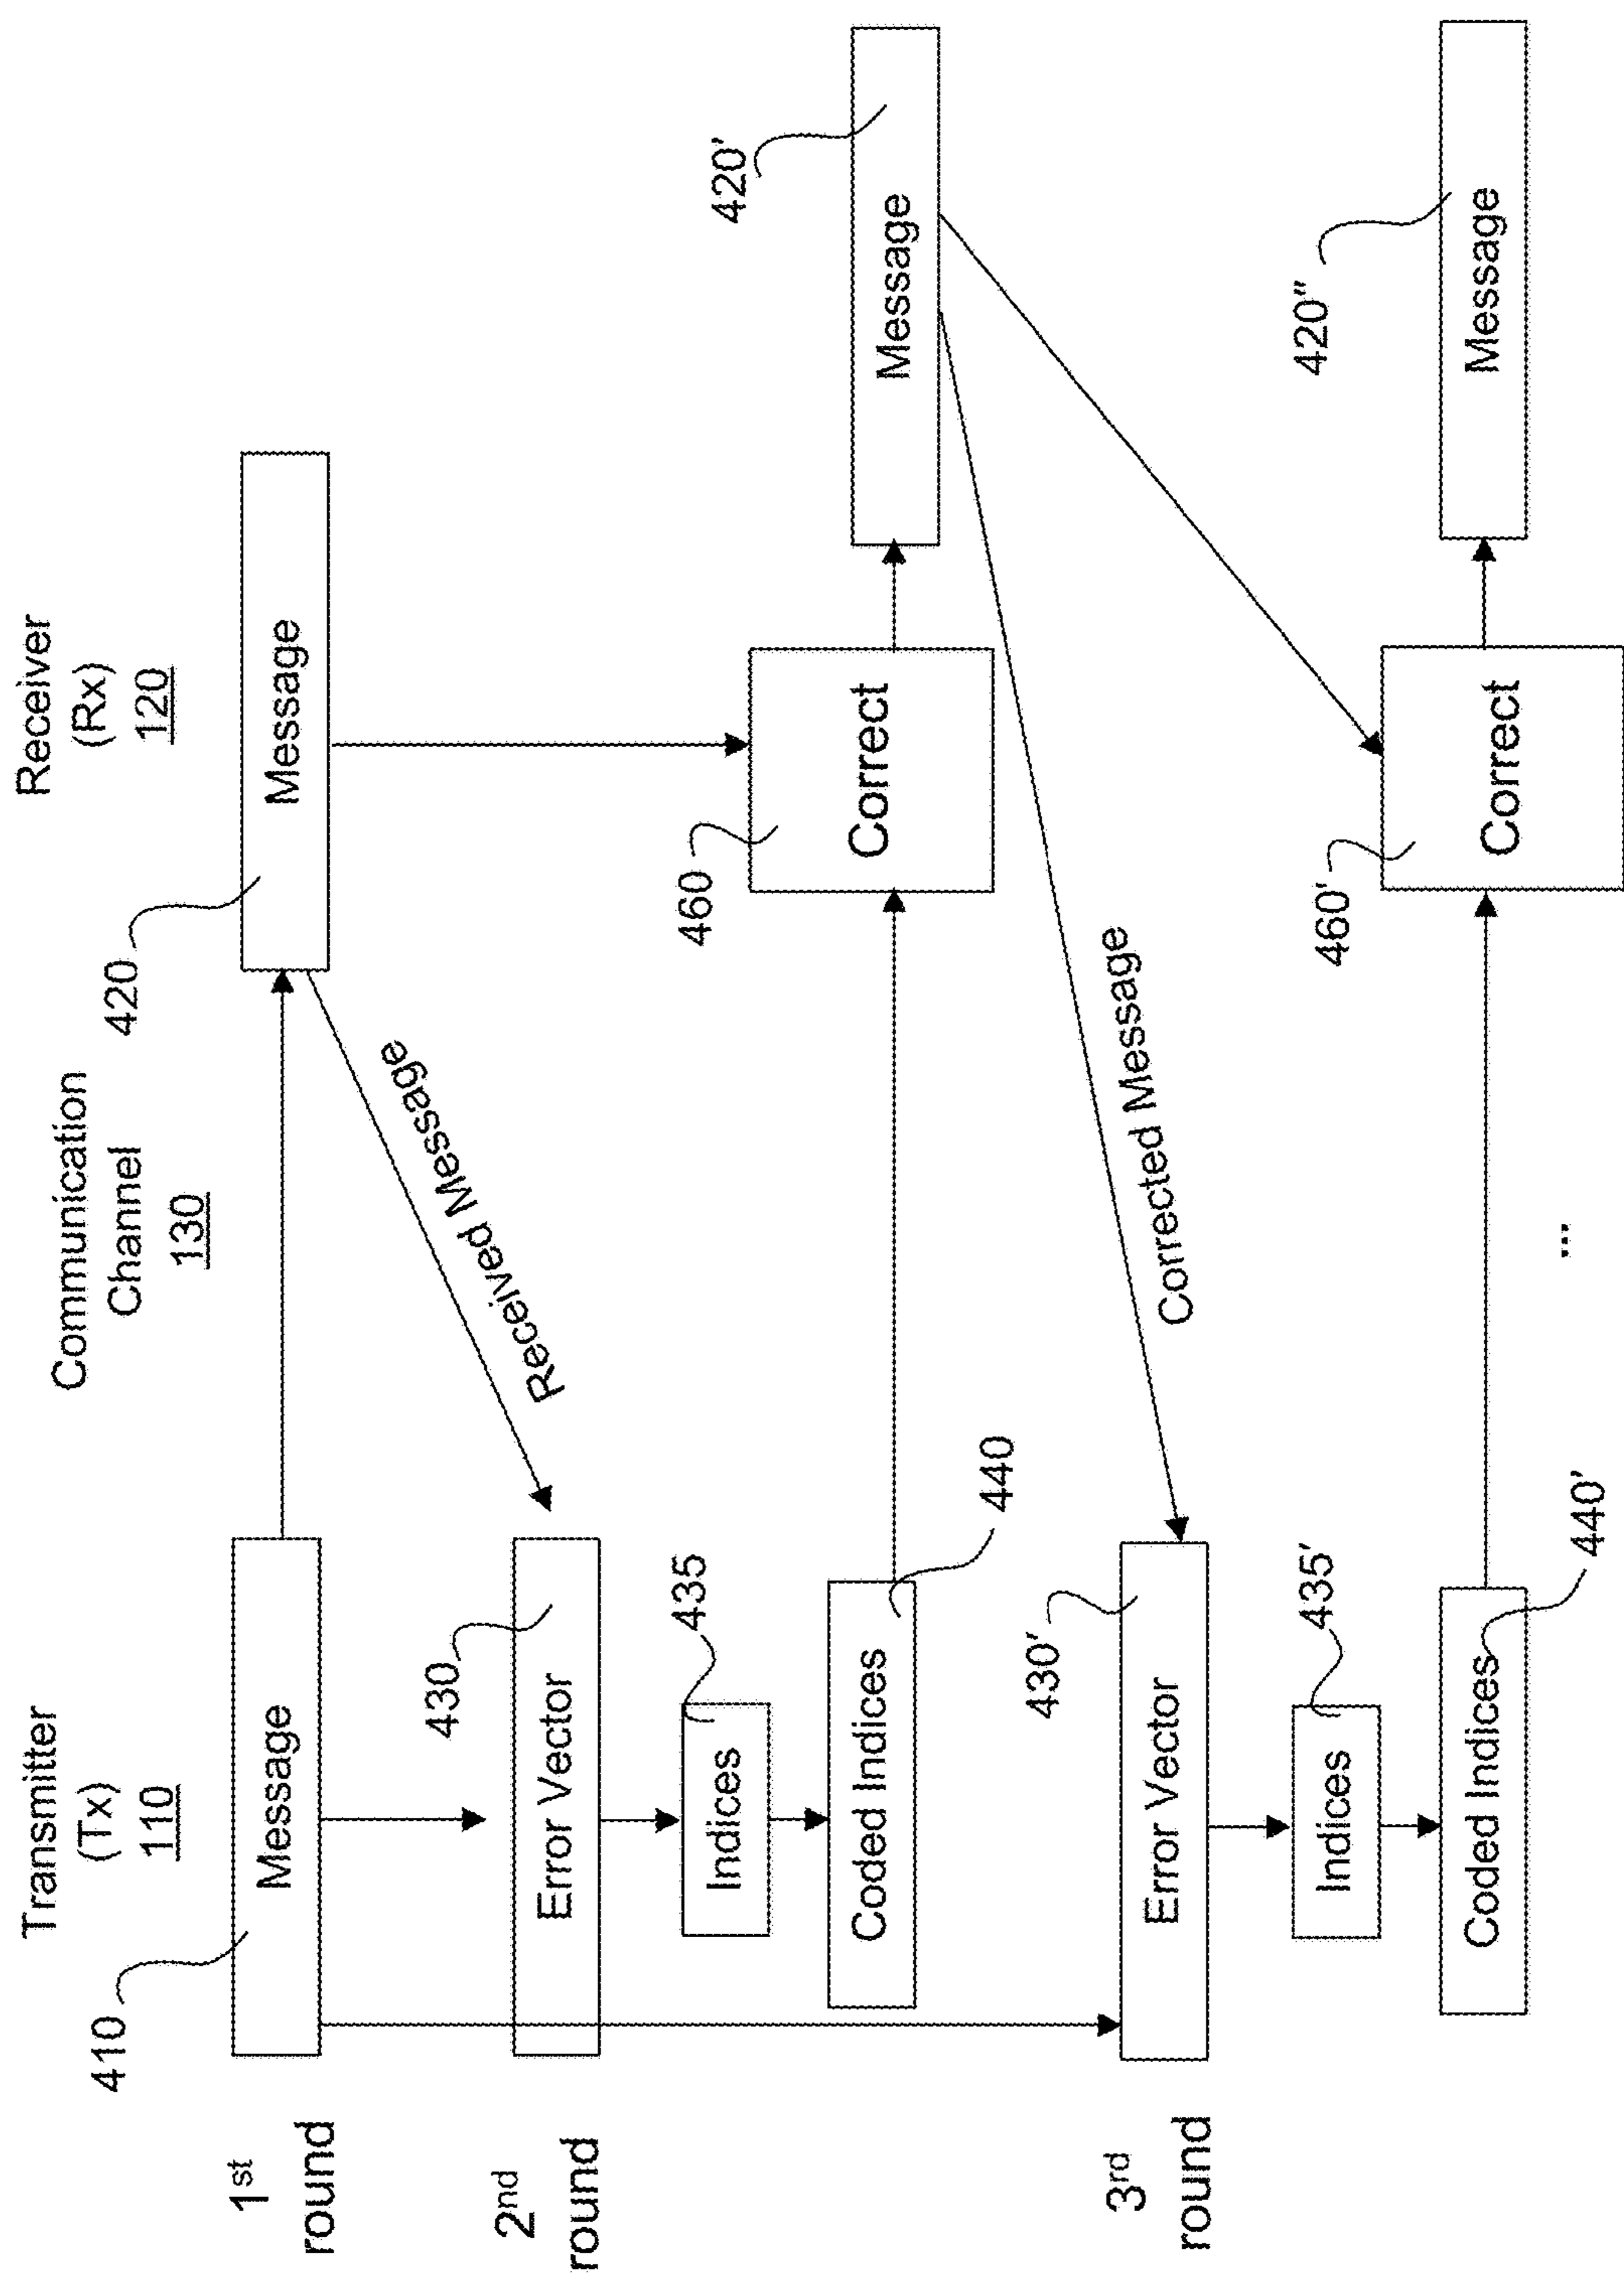 Transmitter
(Tx)
110
Communication
Channel
130
Receiver
(Rx)
120
1st
round
410
Message
420
Message
Received Message
2nd
round
430
Error Vector
435
Indices
440
Coded Indices
460
Correct
420'
Message
Corrected Message
3rd
round
430'
Error Vector
435'
Indices
440'
Coded Indices
460'
Correct
420"
Message
...